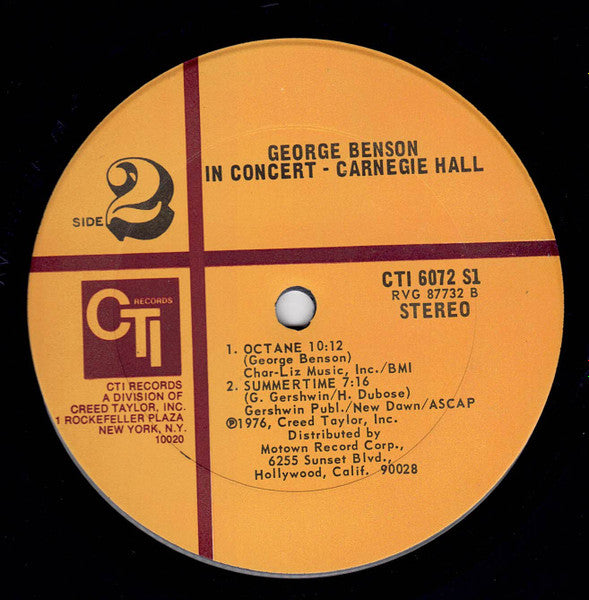 GEORGE BENSON
IN CONCERT - CARNEGIE HALL
SIDE 2
CTI RECORDS
CTI RECORDS
A DIVISION OF
CREED TAYLOR, INC.
1 ROCKEFELLER PLAZA
NEW YORK, N.Y.
10020
CTI 6072 S1
RVG 87732 B
STEREO
1. OCTANE 10:12
(George Benson)
Char-Liz Music, Inc./BMI
2. SUMMERTIME 7:16
(G. Gershwin/H. Dubose)
Gershwin Publ./New Dawn/ASCAP
℗1976, Creed Taylor, Inc.
Distributed by
Motown Record Corp.,
6255 Sunset Blvd.,
Hollywood, Calif. 90028